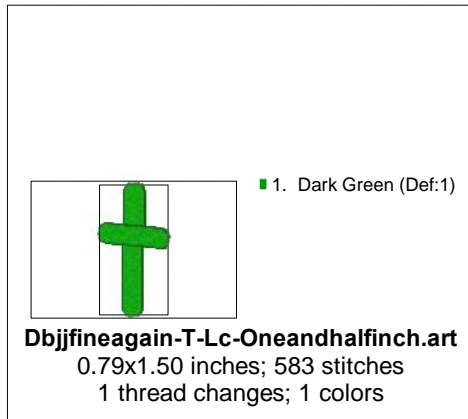 1. Dark Green (Def:1)
Dbjjfineagain-T-Lc-Oneandhalfinch.art
0.79x1.50 inches; 583 stitches
1 thread changes; 1 colors